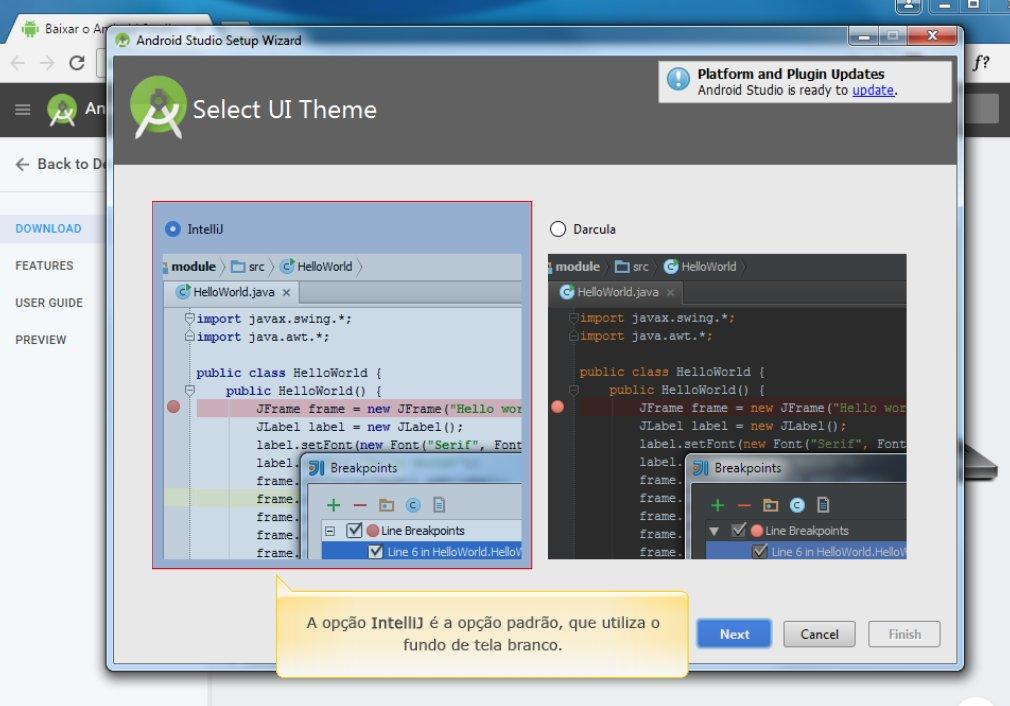 Baixar o An
f?
Android Studio Setup Wizard
Platform and Plugin Updates
Android Studio is ready to update.
Select UI Theme
An
Back to De
DOWNLOAD
FEATURES
USER GUIDE
PREVIEW
IntelliJ
module src HelloWorld
HelloWorld.java ×
import javax.swing.*;
import java.awt.*;
public class HelloWorld {
public HelloWorld() {
JFrame frame = new JFrame("Hello wor
JLabel label = new JLabel();
label.setFont(new Font("Serif", Font
label.
frame.
frame.
frame.
frame.
frame.
Breakpoints
Line Breakpoints
Line 6 in HelloWorld.HelloW
Darcula
module src HelloWorld
HelloWorld.java ×
import javax.swing.*;
import java.awt.*;
public class HelloWorld {
public HelloWorld() {
JFrame frame = new JFrame("Hello wor
JLabel label = new JLabel();
label.setFont(new Font("Serif", Font
label.
frame.
frame.
frame.
frame.
frame.
Breakpoints
Line Breakpoints
Line 6 in HelloWorld.HelloW
A opção IntelliJ é a opção padrão, que utiliza o
fundo de tela branco.
Next Cancel Finish